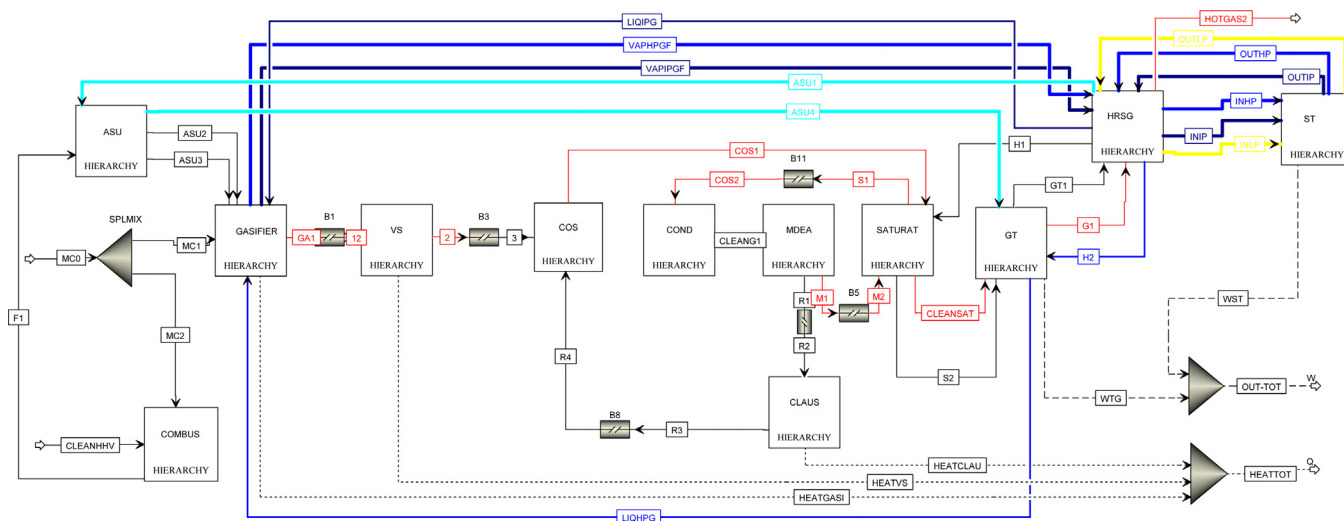 LIQIPG
HOTGAS2
VAPHPGF
OUTLP
OUTHP
VAPIPGF
OUTIP
ASU1
ASU4
ASU
HIERARCHY
ASU2
ASU3
HRSG
HIERARCHY
INHP
INIP
INLP
ST
HIERARCHY
H1
COS1
B11
COS2
S1
GT1
SPLMIX
MC0
MC1
MC2
GASIFIER
HIERARCHY
B1
GA1
12
VS
HIERARCHY
2
B3
3
COS
HIERARCHY
COND
HIERARCHY
CLEANG1
MDEA
HIERARCHY
SATURAT
HIERARCHY
GT
HIERARCHY
G1
H2
R1
M1
B5
M2
CLEANSAT
WST
F1
R4
R2
S2
WTG
OUT-TOT
W
CLEANHHV
COMBUS
HIERARCHY
B8
R3
CLAUS
HIERARCHY
HEATCLAU
HEATVS
HEATGASI
HEATTOT
Q
LIQHPG